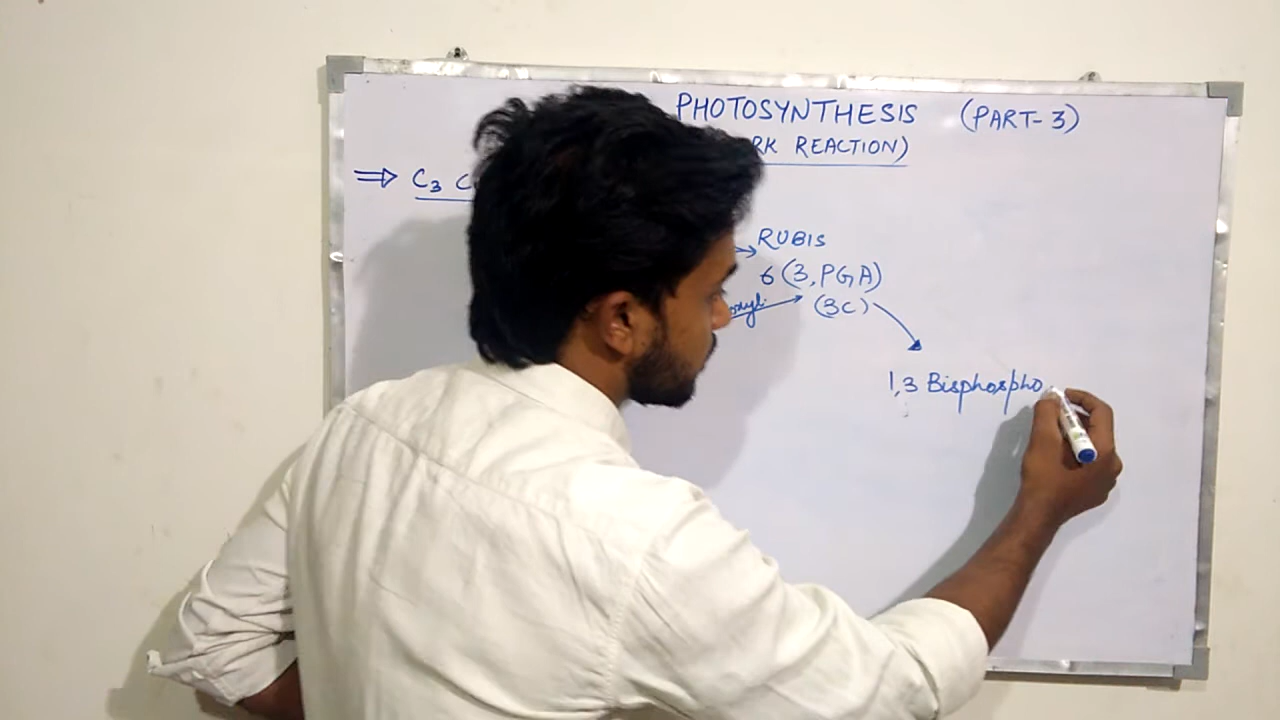 PHOTOSYNTHESIS (PART-3)
RK REACTION)
⇒ C₃ C
→ RUBIS
6 (3, PGA)
(3C)
1,3 Bisphospho